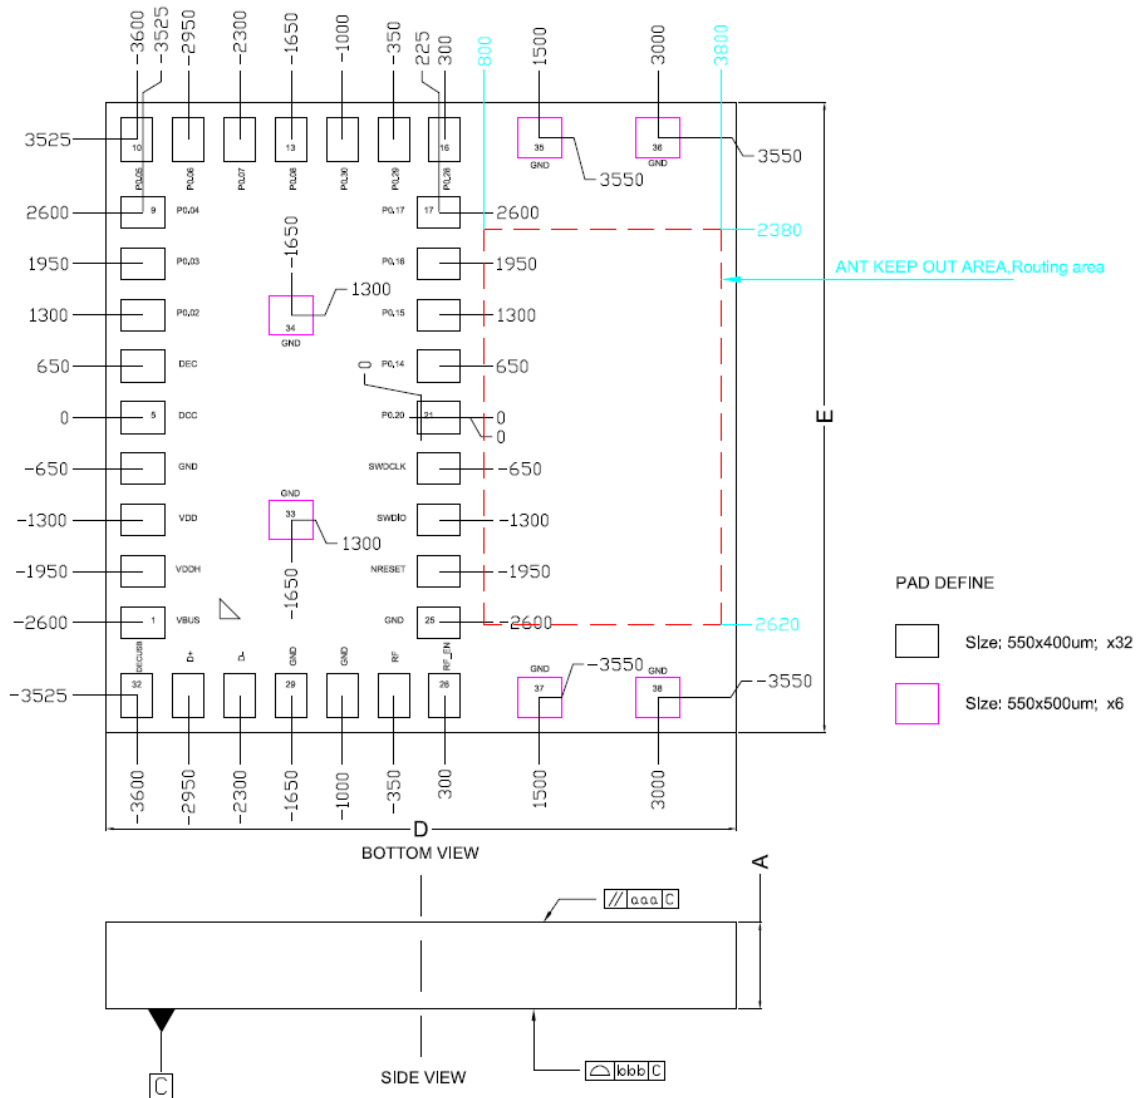 -3600
-3525
-2950
-2300
-1650
-1000
-350
225
300
800
1500
3000
3800
3525
10
13
16
35
36
GND
GND
3550
3550
P0.05
P0.06
P0.07
P0.08
P0.30
P0.29
P0.28
2600
9
P0.04
P0.17
17
2600
2380
-1650
1950
P0.03
P0.16
1950
ANT KEEP OUT AREA,Routing area
1300
1300
P0.02
34
GND
P0.15
1300
650
DEC
0
P0.14
650
0
5
DCC
P0.20
21
0
0
E
-650
GND
SWDCLK
-650
GND
-1300
VDD
33
SWDIO
-1300
1300
-1950
VDDH
-1650
NRESET
-1950
PAD DEFINE
-2600
1
VBUS
GND
25
-2600
2620
Size: 550x400um; x32
DECUSB
D+
D-
GND
GND
RF
RF_EN
GND
-3550
GND
-3550
-3525
32
29
26
37
38
Size: 550x500um; x6
-3600
-2950
-2300
-1650
-1000
-350
300
1500
3000
D
BOTTOM VIEW
A
// aaa C
C
SIDE VIEW
bbb C